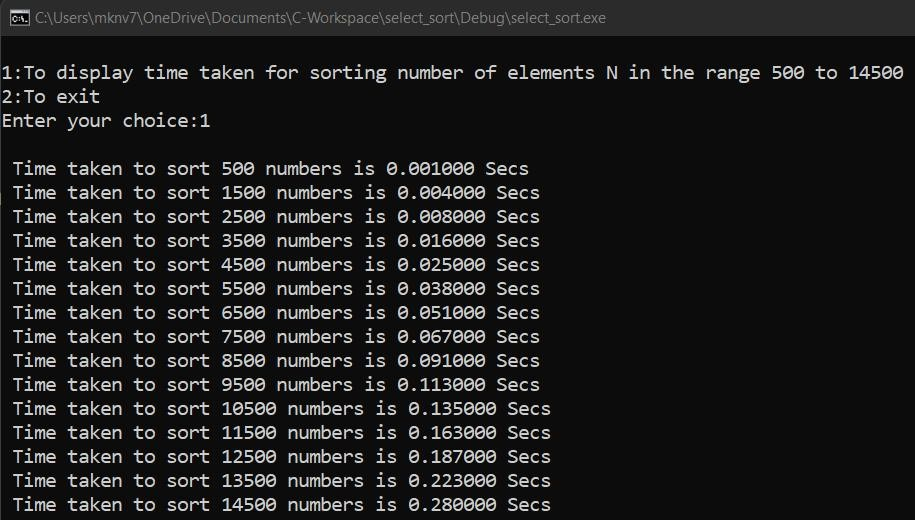 C:\Users\mknv7\OneDrive\Documents\C-Workspace\select_sort\Debug\select_sort.exe
1:To display time taken for sorting number of elements N in the range 500 to 14500
2:To exit
Enter your choice:1
Time taken to sort 500 numbers is 0.001000 Secs
Time taken to sort 1500 numbers is 0.004000 Secs
Time taken to sort 2500 numbers is 0.008000 Secs
Time taken to sort 3500 numbers is 0.016000 Secs
Time taken to sort 4500 numbers is 0.025000 Secs
Time taken to sort 5500 numbers is 0.038000 Secs
Time taken to sort 6500 numbers is 0.051000 Secs
Time taken to sort 7500 numbers is 0.067000 Secs
Time taken to sort 8500 numbers is 0.091000 Secs
Time taken to sort 9500 numbers is 0.113000 Secs
Time taken to sort 10500 numbers is 0.135000 Secs
Time taken to sort 11500 numbers is 0.163000 Secs
Time taken to sort 12500 numbers is 0.187000 Secs
Time taken to sort 13500 numbers is 0.223000 Secs
Time taken to sort 14500 numbers is 0.280000 Secs